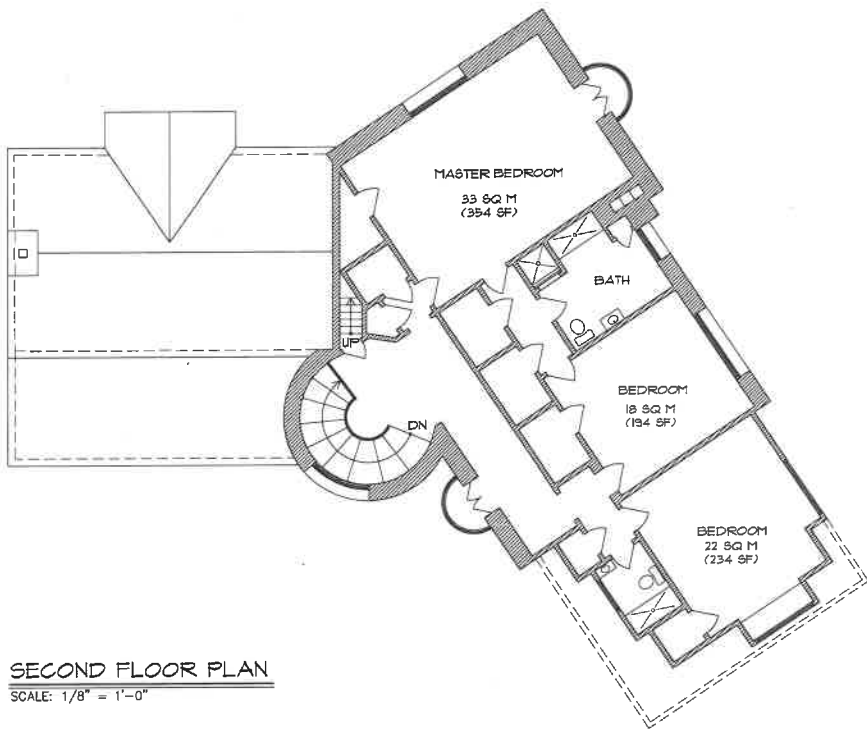 MASTER BEDROOM
33 SQ M
(354 SF)
BATH
UP
BEDROOM
18 SQ M
(194 SF)
DN
BEDROOM
22 SQ M
(234 SF)
SECOND FLOOR PLAN
SCALE: 1/8" = 1'-0"